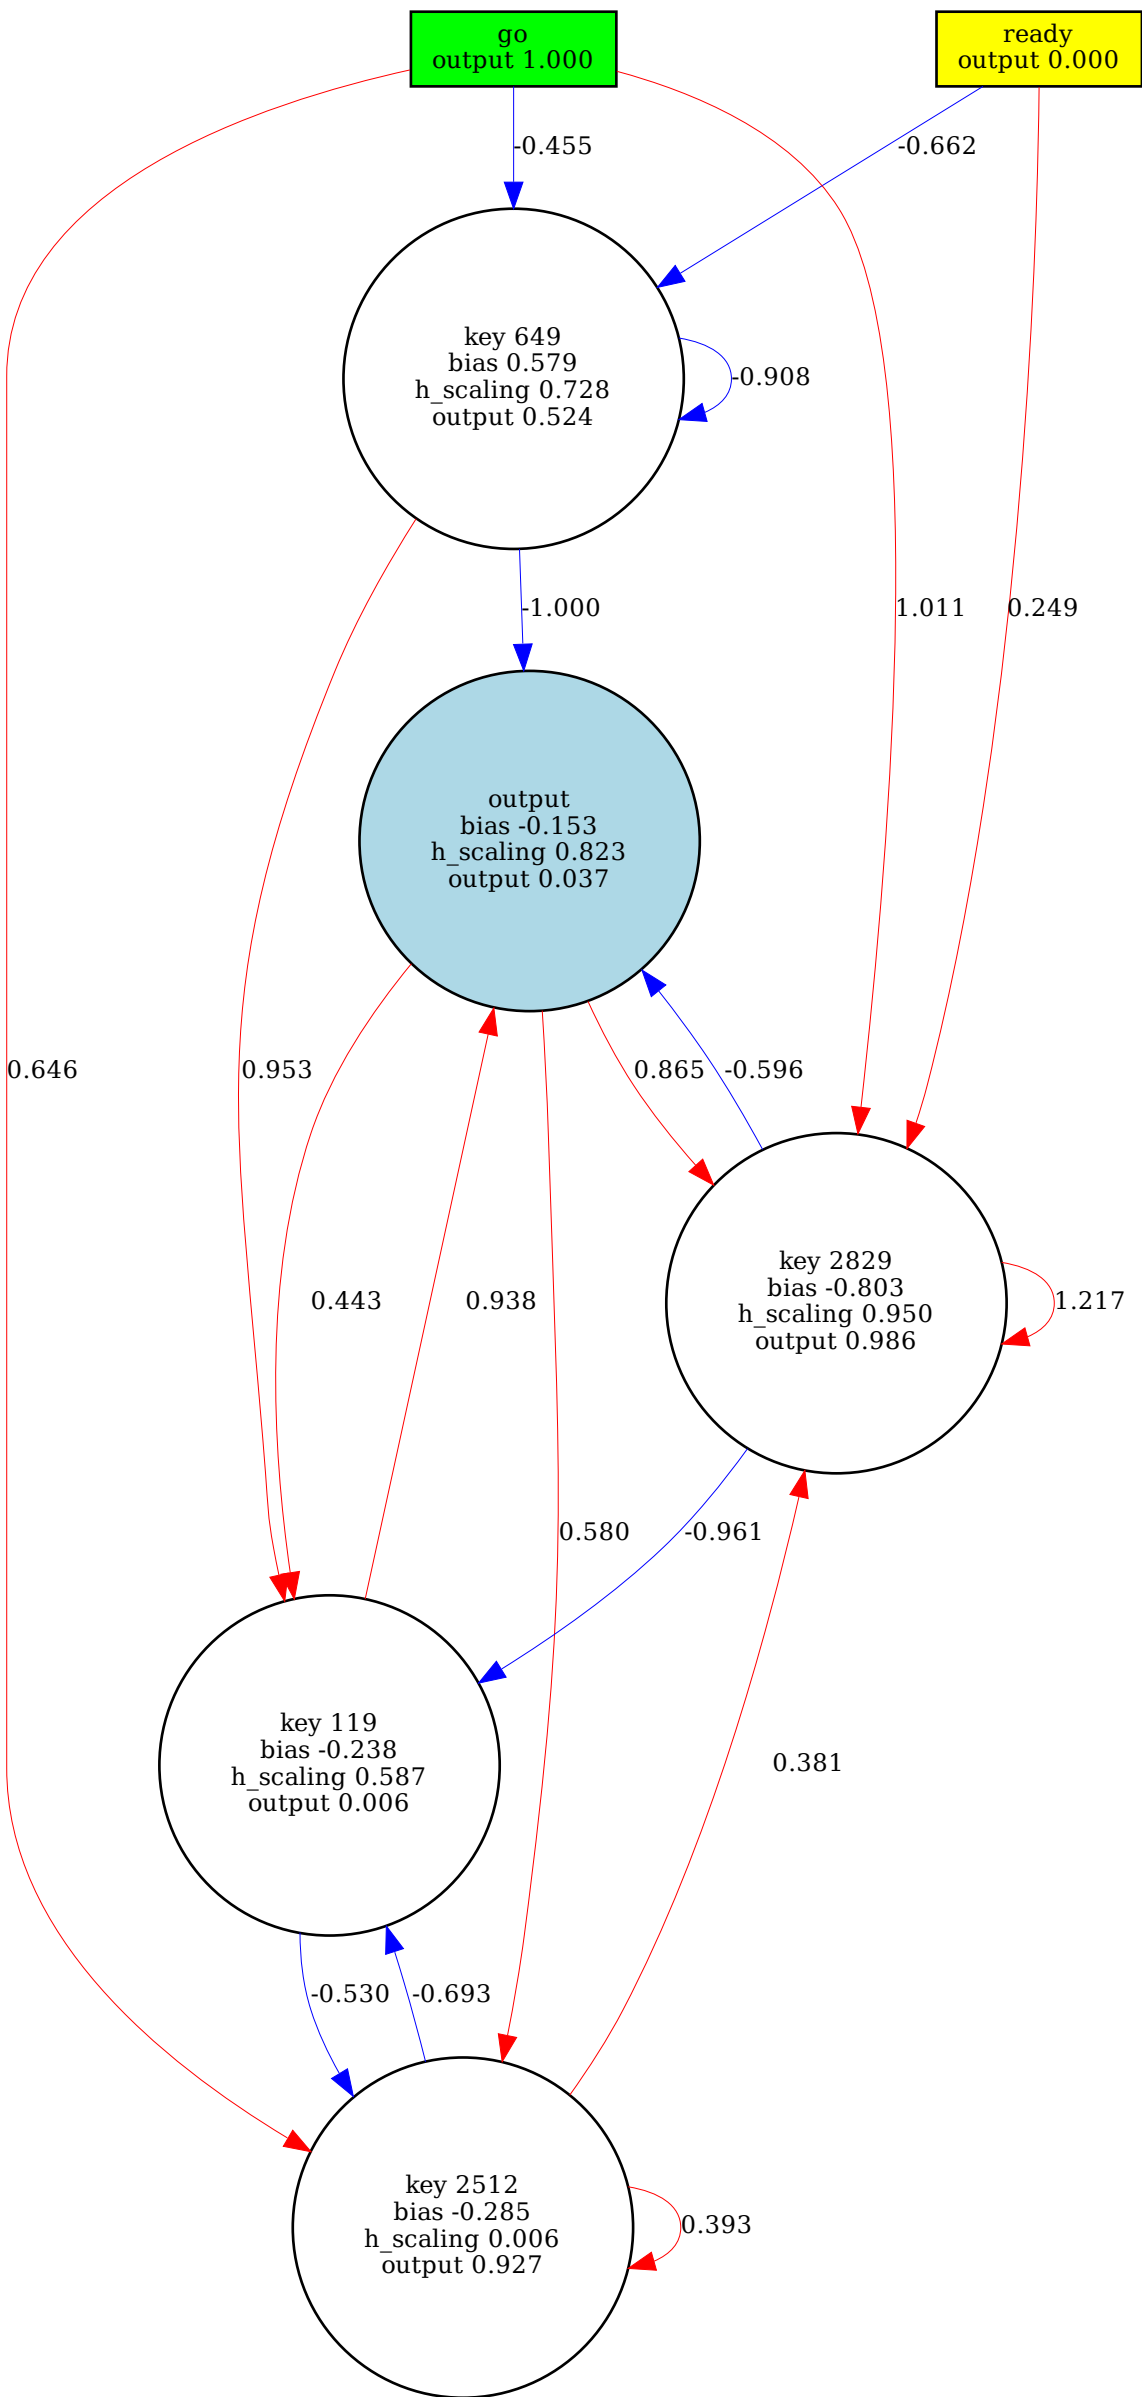 go
output 1.000
ready
output 0.000
-0.455
-0.662
key 649
bias 0.579
h_scaling 0.728
output 0.524
-0.908
-1.000
1.011
0.249
output
bias -0.153
h_scaling 0.823
output 0.037
0.646
0.953
0.865
-0.596
key 2829
bias -0.803
h_scaling 0.950
output 0.986
0.443
0.938
1.217
0.580
-0.961
key 119
bias -0.238
h_scaling 0.587
output 0.006
0.381
-0.530
-0.693
key 2512
bias -0.285
h_scaling 0.006
output 0.927
0.393